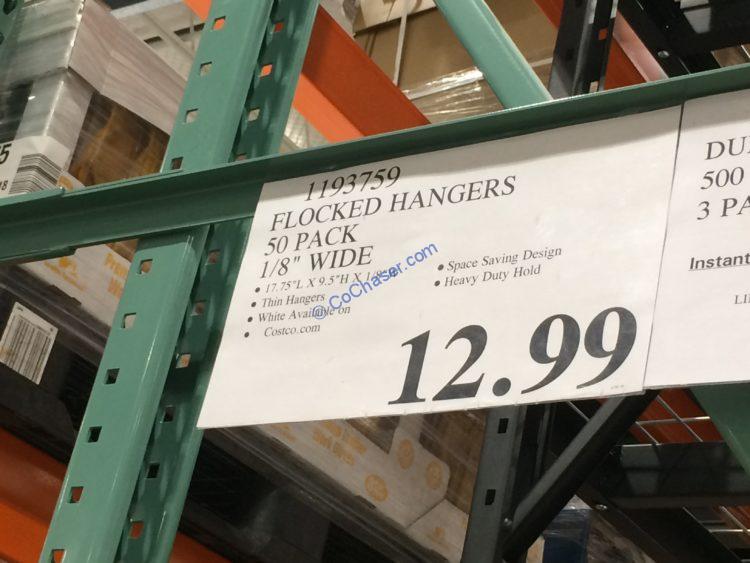 1193759
FLOCKED HANGERS
50 PACK
1/8" WIDE
• 17.75"L X 9.5"H X 1/8"
• Thin Hangers
• White Available on
• Costco.com
• Space Saving Design
• Heavy Duty Hold
12.99
© CoChaser.com
500
3 PA
Instant